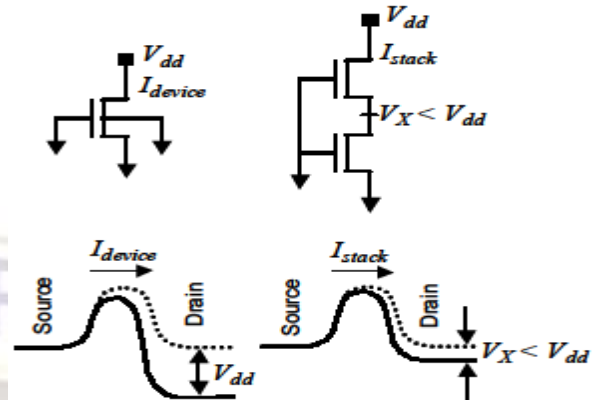 V_dd
I_device
V_dd
I_stack
V_X < V_dd
I_device
Source
Drain
V_dd
I_stack
Source
Drain
V_X < V_dd